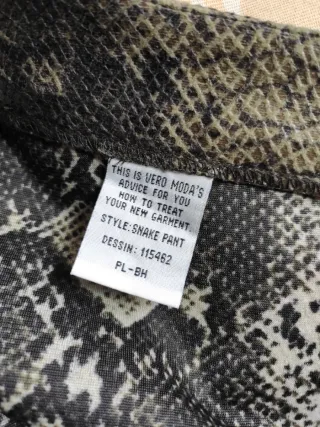 THIS IS VERO MODA'S
ADVICE FOR YOU
HOW TO TREAT
YOUR NEW GARMENT
STYLE:SNAKE PANT
DESSIN: 115462
PL-BH